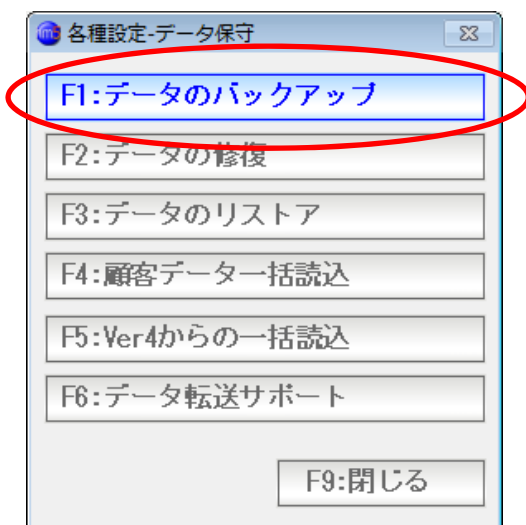 各種設定-データ保守
F1:データのバックアップ
F2:データの修復
F3:データのリストア
F4:顧客データ一括読込
F5:Ver4からの一括読込
F6:データ転送サポート
F9:閉じる